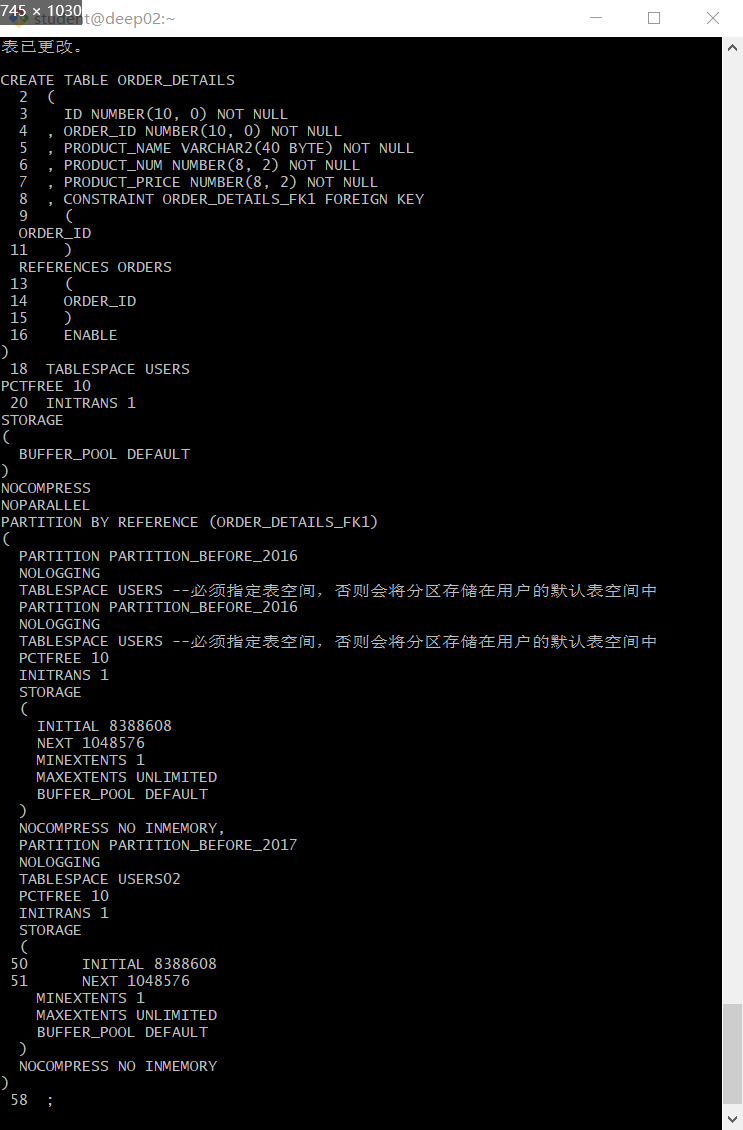 745 × 1030
student@deep02:~
表已更改。
CREATE TABLE ORDER_DETAILS
2 (
3 ID NUMBER(10, 0) NOT NULL
4 , ORDER_ID NUMBER(10, 0) NOT NULL
5 , PRODUCT_NAME VARCHAR2(40 BYTE) NOT NULL
6 , PRODUCT_NUM NUMBER(8, 2) NOT NULL
7 , PRODUCT_PRICE NUMBER(8, 2) NOT NULL
8 , CONSTRAINT ORDER_DETAILS_FK1 FOREIGN KEY
9 (
ORDER_ID
11 )
REFERENCES ORDERS
13 (
14 ORDER_ID
15 )
16 ENABLE
)
18 TABLESPACE USERS
PCTFREE 10
20 INITRANS 1
STORAGE
(
BUFFER_POOL DEFAULT
)
NOCOMPRESS
NOPARALLEL
PARTITION BY REFERENCE (ORDER_DETAILS_FK1)
(
PARTITION PARTITION_BEFORE_2016
NOLOGGING
TABLESPACE USERS --必须指定表空间，否则会将分区存储在用户的默认表空间中
PARTITION PARTITION_BEFORE_2016
NOLOGGING
TABLESPACE USERS --必须指定表空间，否则会将分区存储在用户的默认表空间中
PCTFREE 10
INITRANS 1
STORAGE
(
INITIAL 8388608
NEXT 1048576
MINEXTENTS 1
MAXEXTENTS UNLIMITED
BUFFER_POOL DEFAULT
)
NOCOMPRESS NO INMEMORY,
PARTITION PARTITION_BEFORE_2017
NOLOGGING
TABLESPACE USERS02
PCTFREE 10
INITRANS 1
STORAGE
(
50 INITIAL 8388608
51 NEXT 1048576
MINEXTENTS 1
MAXEXTENTS UNLIMITED
BUFFER_POOL DEFAULT
)
NOCOMPRESS NO INMEMORY
)
58 ;